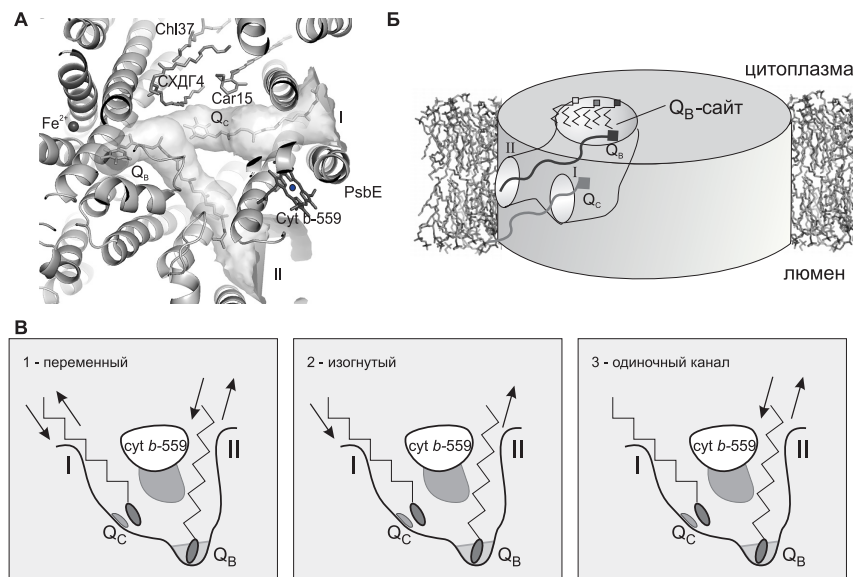 А
Chl37
СХДГ4
Car15
I
Fe2+
QC
QB
PsbE
Cyt b-559
II
Б
цитоплазма
QB-сайт
II
QB
I
QC
люмен
В
1 - переменный
cyt b-559
I
II
QC
QB
2 - изогнутый
cyt b-559
I
II
QC
QB
3 - одиночный канал
cyt b-559
I
II
QC
QB